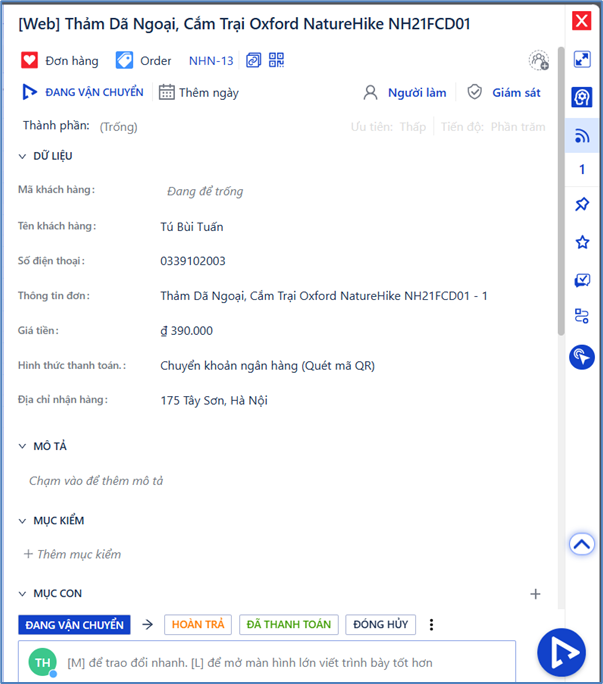 [Web] Thảm Dã Ngoại, Cắm Trại Oxford NatureHike NH21FCD01
Đơn hàng Order NHN-13
ĐANG VẬN CHUYỂN Thêm ngày Người làm Giám sát
Thành phần: (Trống) Ưu tiên: Thấp Tiến độ: Phần trăm
DỮ LIỆU
1
Mã khách hàng: Đang để trống
Tên khách hàng: Tú Bùi Tuấn
Số điện thoại: 0339102003
Thông tin đơn: Thảm Dã Ngoại, Cắm Trại Oxford NatureHike NH21FCD01 - 1
Giá tiền: ₫ 390.000
Hình thức thanh toán.: Chuyển khoản ngân hàng (Quét mã QR)
Địa chỉ nhận hàng: 175 Tây Sơn, Hà Nội
MÔ TẢ
Chạm vào để thêm mô tả
MỤC KIỂM
+ Thêm mục kiểm
MỤC CON +
ĐANG VẬN CHUYỂN → HOÀN TRẢ ĐÃ THANH TOÁN ĐÓNG HỦY
TH [M] để trao đổi nhanh. [L] để mở màn hình lớn viết trình bày tốt hơn